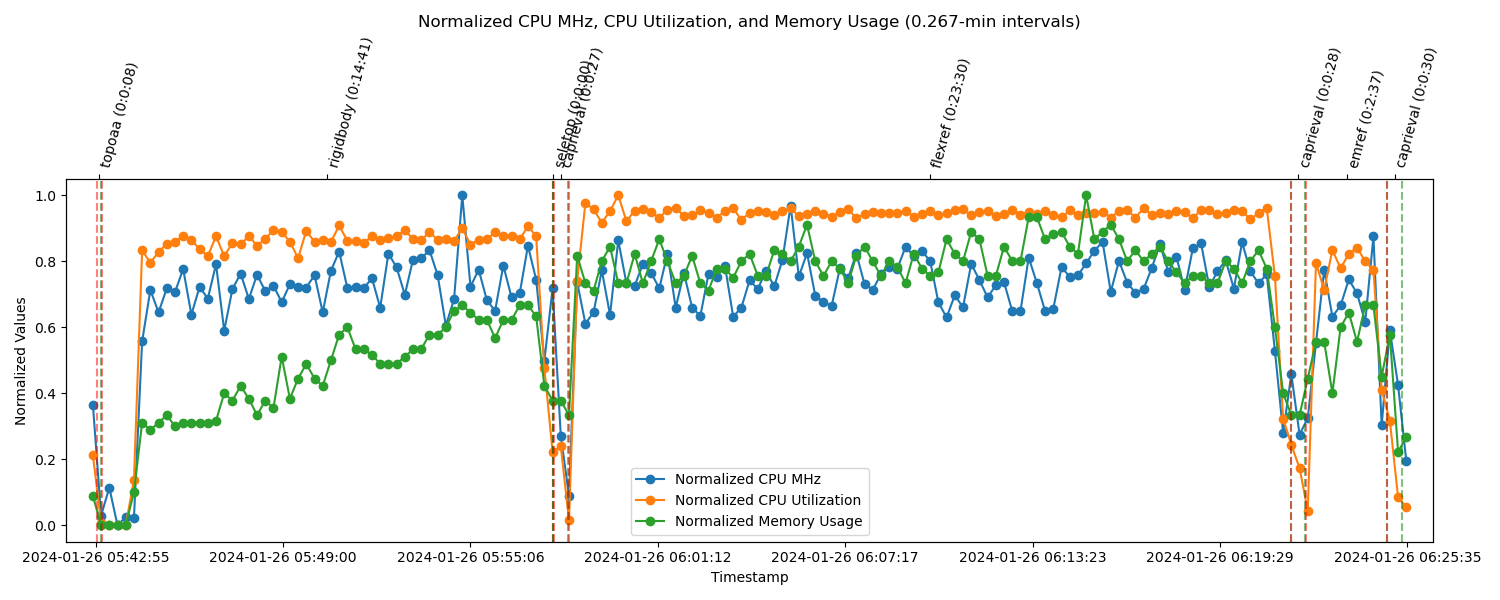 Normalized CPU MHz, CPU Utilization, and Memory Usage (0.267-min intervals)
topoaa (0:0:08)
rigidbody (0:14:41)
seletop (0:0:00)
caprieval (0:0:27)
flexref (0:23:30)
caprieval (0:0:28)
emref (0:2:37)
caprieval (0:0:30)
Normalized Values
1.0
0.8
0.6
0.4
0.2
0.0
Normalized CPU MHz
Normalized CPU Utilization
Normalized Memory Usage
2024-01-26 05:42:55
2024-01-26 05:49:00
2024-01-26 05:55:06
2024-01-26 06:01:12
2024-01-26 06:07:17
2024-01-26 06:13:23
2024-01-26 06:19:29
2024-01-26 06:25:35
Timestamp